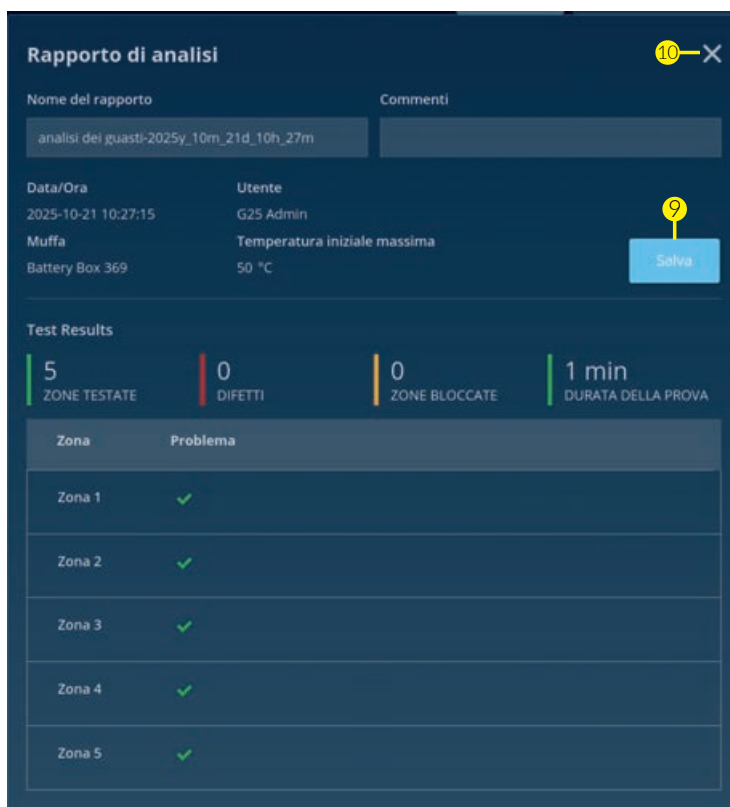 Rapporto di analisi
10
Nome del rapporto Commenti
analisi dei guasti-2025y_10m_21d_10h_27m
Data/Ora Utente
2025-10-21 10:27:15 G25 Admin
9
Muffa Temperatura iniziale massima
Battery Box 369 50 °C
Salva
Test Results
5 0 0 1 min
ZONE TESTATE DIFETTI ZONE BLOCCATE DURATA DELLA PROVA
Zona Problema
Zona 1
Zona 2
Zona 3
Zona 4
Zona 5